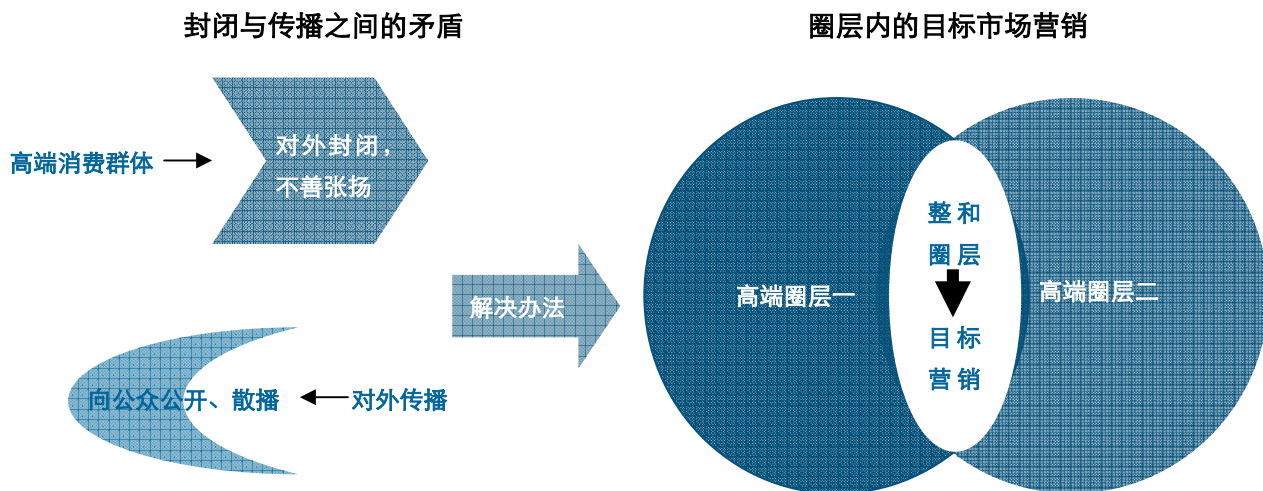 封闭与传播之间的矛盾
圈层内的目标市场营销
高端消费群体
对外封闭，
不善张扬
解决办法
向公众公开、散播
对外传播
高端圈层一
整和
圈层
目标
营销
高端圈层二